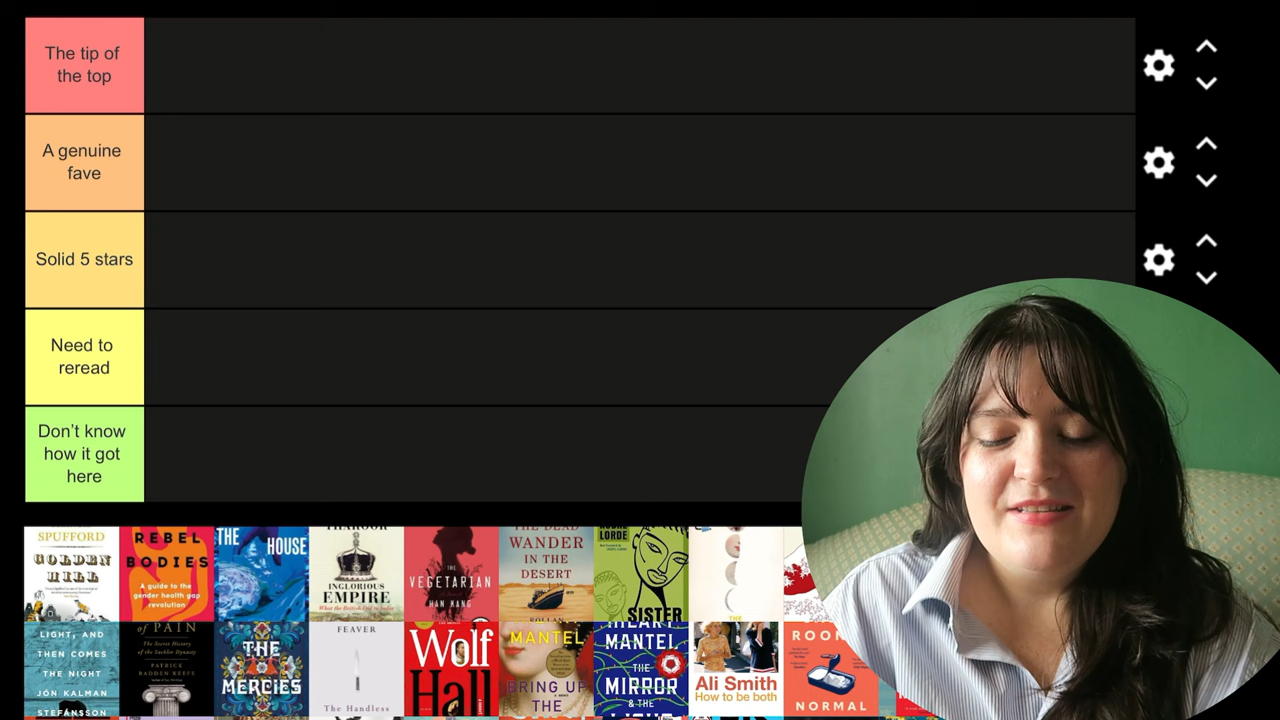 The tip of
the top
A genuine
fave
Solid 5 stars
Need to
reread
Don't know
how it got
here
SPUFFORD
GOLDEN
HILL
REBEL
BODIES
A guide to the
gender health gap
revolution
THE
HOUSE
THAROOR
INGLORIOUS
EMPIRE
What the British Did to India
THE
VEGETARIAN
HAN KANG
THE DEAD
WANDER
IN THE
DESERT
LORDE
SISTER
THE
LIGHT, AND
THEN COMES
THE NIGHT
JÓN KALMAN
STEFÁNSSON
of PAIN
The Secret History
of the Sackler Dynasty
PATRICK
RADDEN KEEFE
THE
MERCIES
FEAVER
The Handless
Wolf
Hall
MANTEL
BRING UP
THE
MANTEL
THE
MIRROR
& THE
Ali Smith
How to be both
ROOM
NORMAL